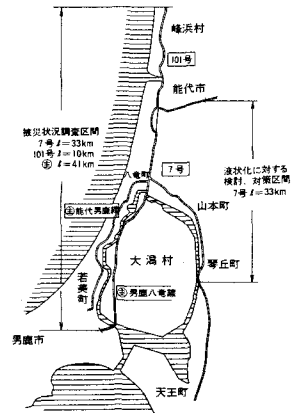 峰浜村
101号
能代市
被災状況調査区間
7号 ℓ=33km
101号 ℓ=10km
主 ℓ=41km
7号
液状化に対する
検討、対策区間
7号 ℓ=33km
八竜町
主能代男鹿線
山本町
大潟村
琴丘町
若美町
主男鹿八竜線
男鹿市
天王町